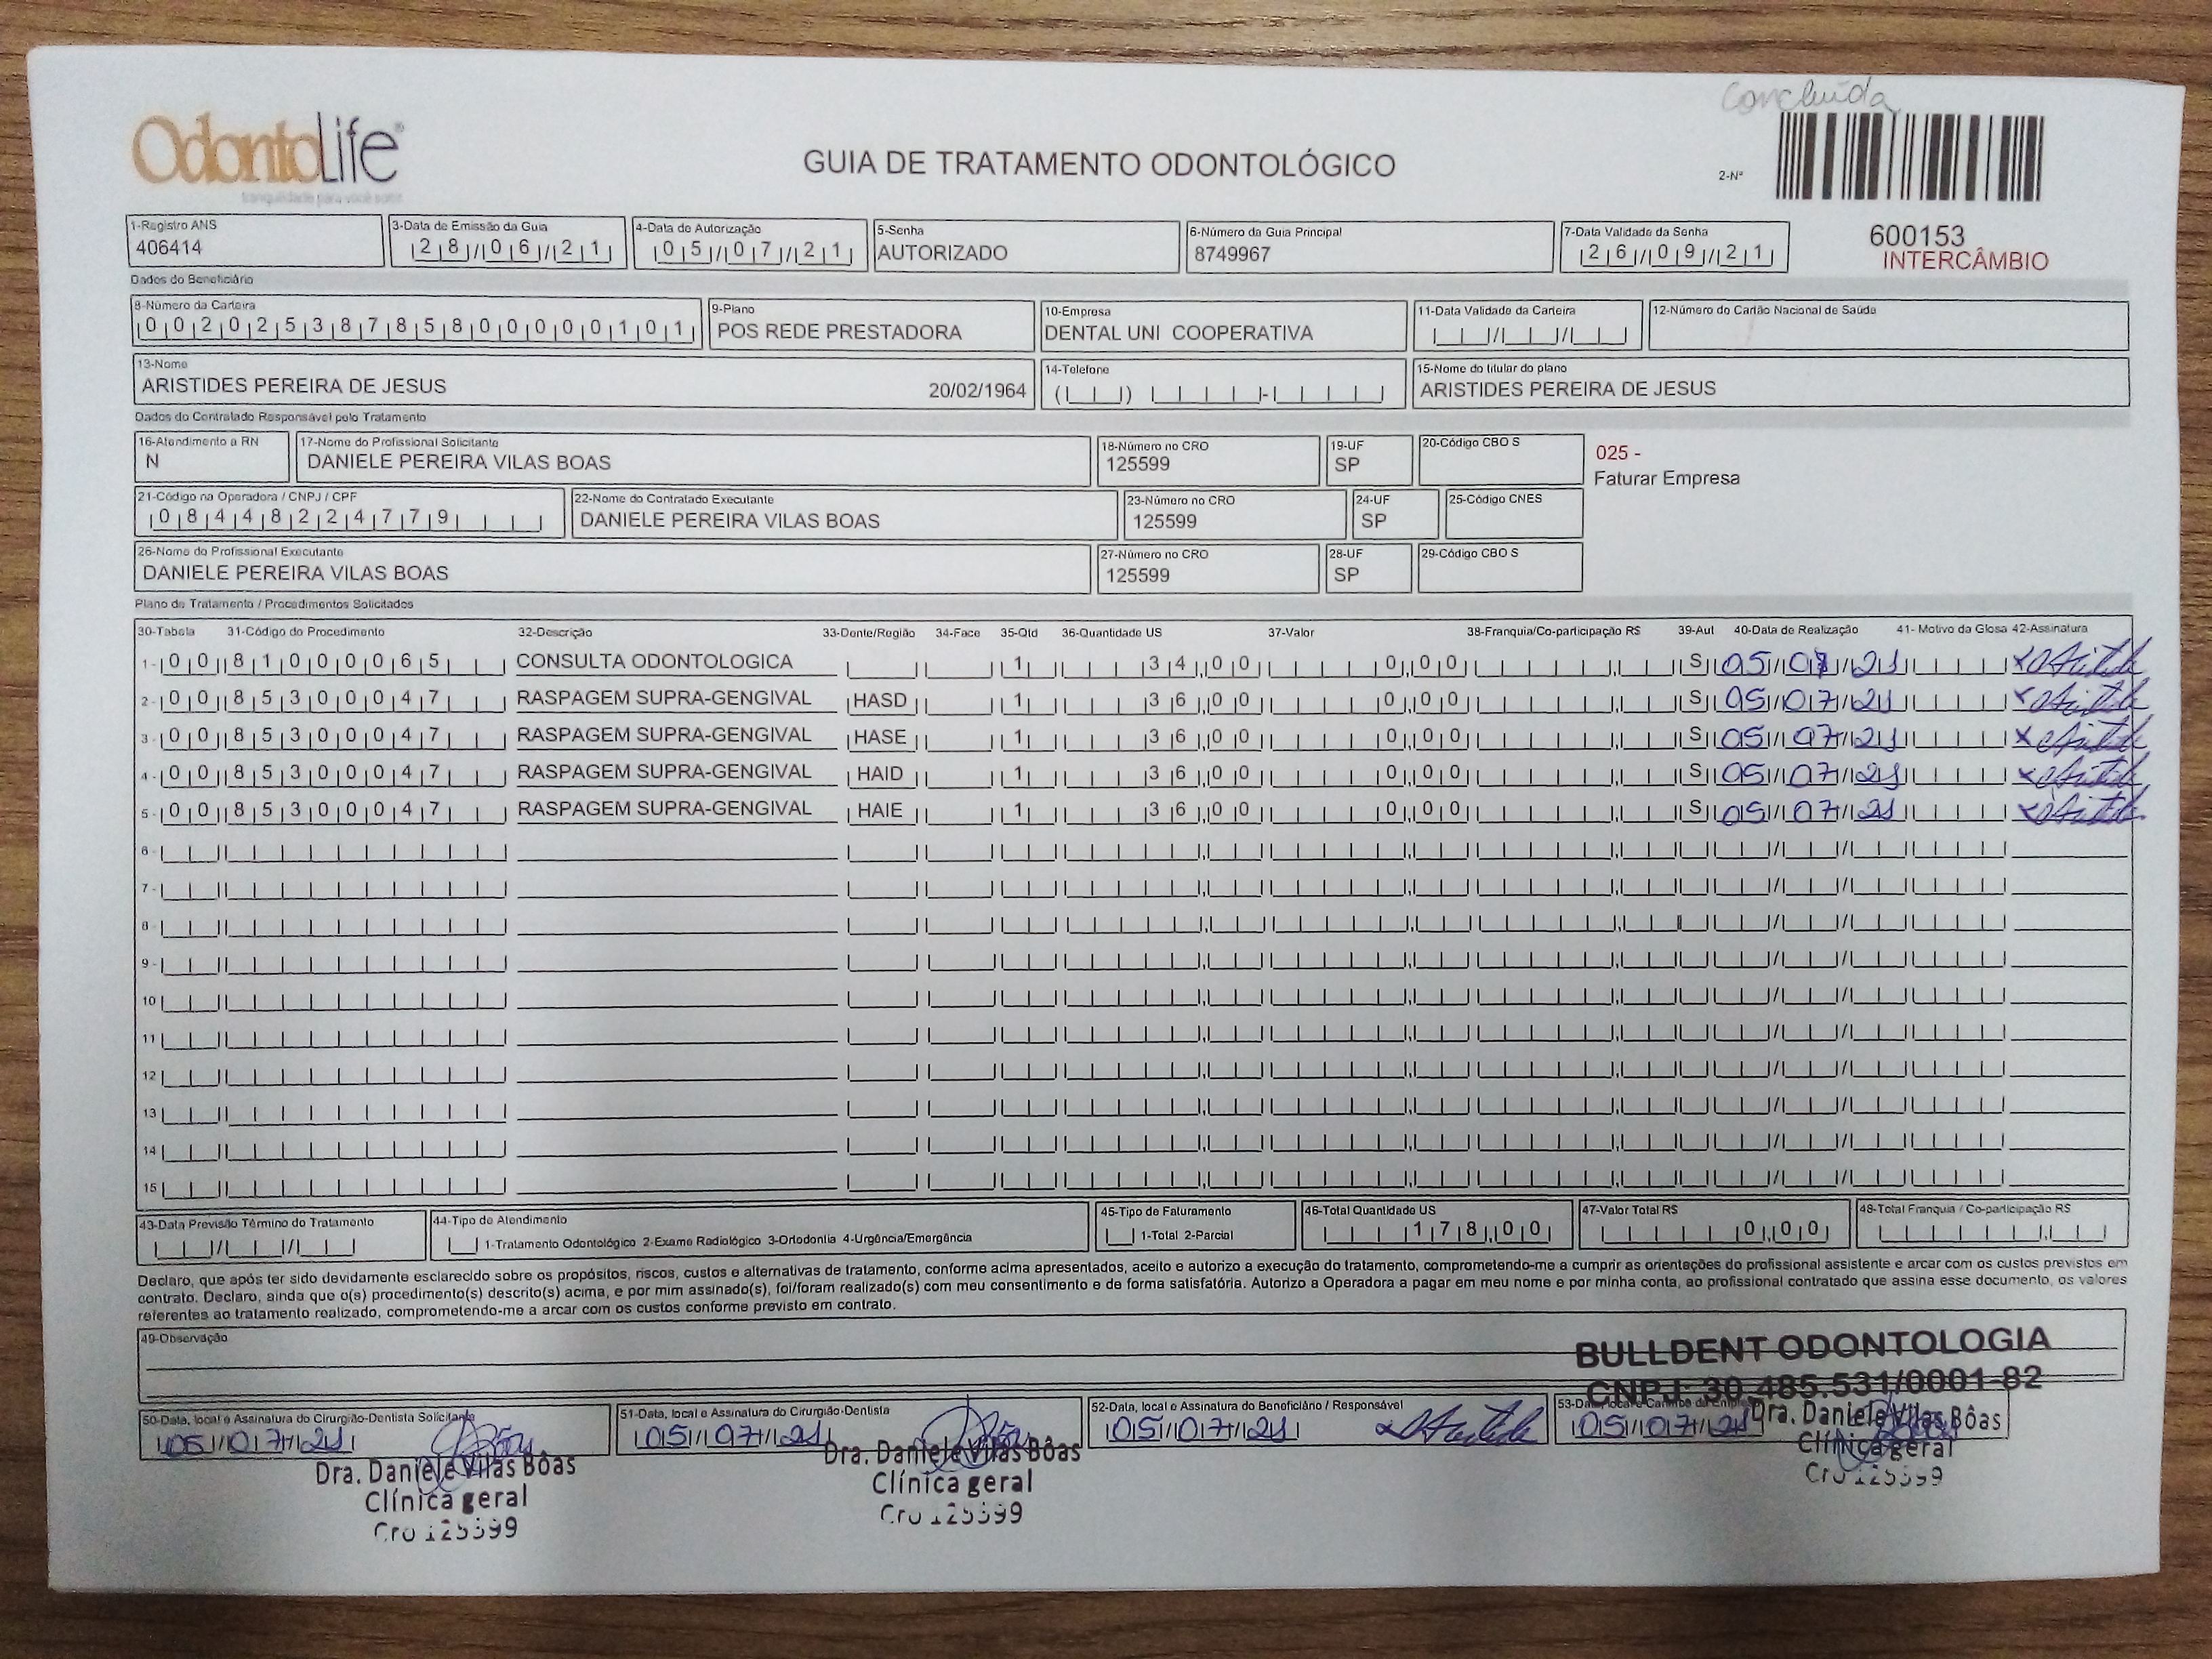 Concluída
OdontoLife®
tranquilidade para você sorrir
GUIA DE TRATAMENTO ODONTOLÓGICO
2-Nº
600153
INTERCÂMBIO
1-Registro ANS
406414
3-Data de Emissão da Guia
28/06/21
4-Data de Autorização
05/07/21
5-Senha
AUTORIZADO
6-Número da Guia Principal
8749967
7-Data Validade da Senha
26/09/21
Dados do Beneficiário
8-Número da Carteira
00202538785800000101
9-Plano
POS REDE PRESTADORA
10-Empresa
DENTAL UNI COOPERATIVA
11-Data Validade da Carteira
12-Número do Cartão Nacional de Saúde
13-Nome
ARISTIDES PEREIRA DE JESUS 20/02/1964
14-Telefone
15-Nome do titular do plano
ARISTIDES PEREIRA DE JESUS
Dados do Contratado Responsável pelo Tratamento
16-Atendimento a RN
N
17-Nome do Profissional Solicitante
DANIELE PEREIRA VILAS BOAS
18-Número no CRO
125599
19-UF
SP
20-Código CBO S
025 -
Faturar Empresa
21-Código na Operadora / CNPJ / CPF
08448224779
22-Nome do Contratado Executante
DANIELE PEREIRA VILAS BOAS
23-Número no CRO
125599
24-UF
SP
25-Código CNES
26-Nome do Profissional Executante
DANIELE PEREIRA VILAS BOAS
27-Número no CRO
125599
28-UF
SP
29-Código CBO S
Plano de Tratamento / Procedimentos Solicitados
30-Tabela 31-Código do Procedimento 32-Descrição 33-Dente/Região 34-Face 35-Qtd 36-Quantidade US 37-Valor 38-Franquia/Co-participação R$ 39-Aut 40-Data de Realização 41- Motivo da Glosa 42-Assinatura
1- 00 81000065 CONSULTA ODONTOLOGICA 1 34,00 0,00 S 05/07/21
2- 00 85300047 RASPAGEM SUPRA-GENGIVAL HASD 1 36,00 0,00 S 05/07/21
3- 00 85300047 RASPAGEM SUPRA-GENGIVAL HASE 1 36,00 0,00 S 05/07/21
4- 00 85300047 RASPAGEM SUPRA-GENGIVAL HAID 1 36,00 0,00 S 05/07/21
5- 00 85300047 RASPAGEM SUPRA-GENGIVAL HAIE 1 36,00 0,00 S 05/07/21
6-
7-
8-
9-
10
11
12
13
14
15
43-Data Previsão Término do Tratamento
44-Tipo de Atendimento
1-Tratamento Odontológico 2-Exame Radiológico 3-Ortodontia 4-Urgência/Emergência
45-Tipo de Faturamento
1-Total 2-Parcial
46-Total Quantidade US
178,00
47-Valor Total R$
0,00
48-Total Franquia / Co-participação R$
Declaro, que após ter sido devidamente esclarecido sobre os propósitos, riscos, custos e alternativas de tratamento, conforme acima apresentados, aceito e autorizo a execução do tratamento, comprometendo-me a cumprir as orientações do profissional assistente e arcar com os custos previstos em
contrato. Declaro, ainda que o(s) procedimento(s) descrito(s) acima, e por mim assinado(s), foi/foram realizado(s) com meu consentimento e de forma satisfatória. Autorizo a Operadora a pagar em meu nome e por minha conta, ao profissional contratado que assina esse documento, os valores
referentes ao tratamento realizado, comprometendo-me a arcar com os custos conforme previsto em contrato.
49-Observação
BULLDENT ODONTOLOGIA
CNPJ: 30.485.531/0001-82
50-Data, local e Assinatura do Cirurgião-Dentista Solicitante
05/07/21
Dra. Daniele Vilas Bôas
Clínica geral
Cro 125599
51-Data, local e Assinatura do Cirurgião-Dentista
05/07/21
Dra. Daniele Vilas Bôas
Clínica geral
Cro 125599
52-Data, local e Assinatura do Beneficiário / Responsável
05/07/21
53-Data, local e Carimbo da Empresa
05/07/21
Dra. Daniele Vilas Bôas
Clínica geral
Cro 125599